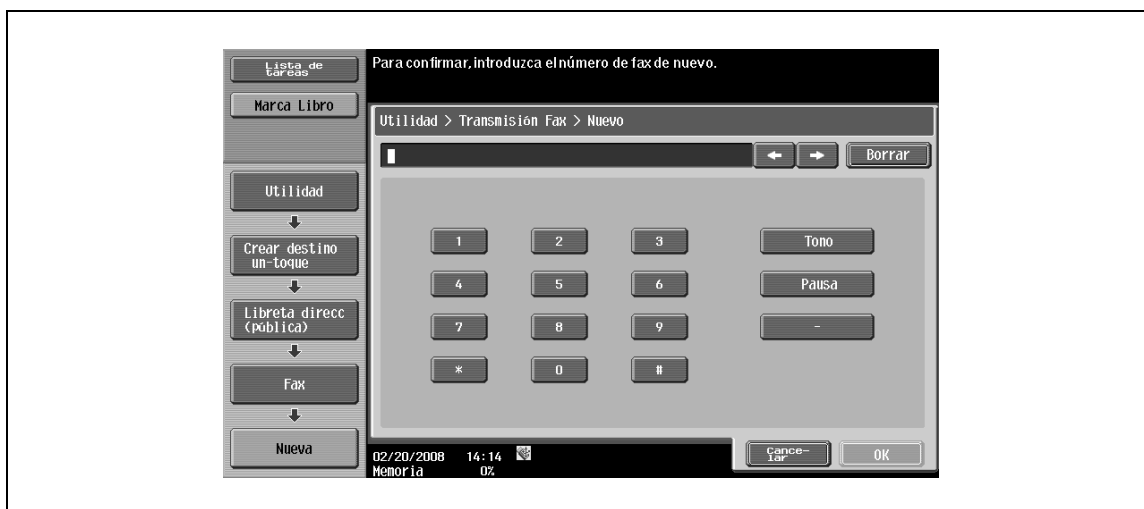 Lista de
tareas
Marca Libro
Utilidad
Crear destino
un-toque
Libreta direcc
(pública)
Fax
Nueva
Para confirmar, introduzca el número de fax de nuevo.
Utilidad > Transmisión Fax > Nuevo
← → Borrar
1 2 3 Tono
4 5 6 Pausa
7 8 9 -
* 0 #
02/20/2008 14:14
Memoria 0%
Cance-
lar
OK